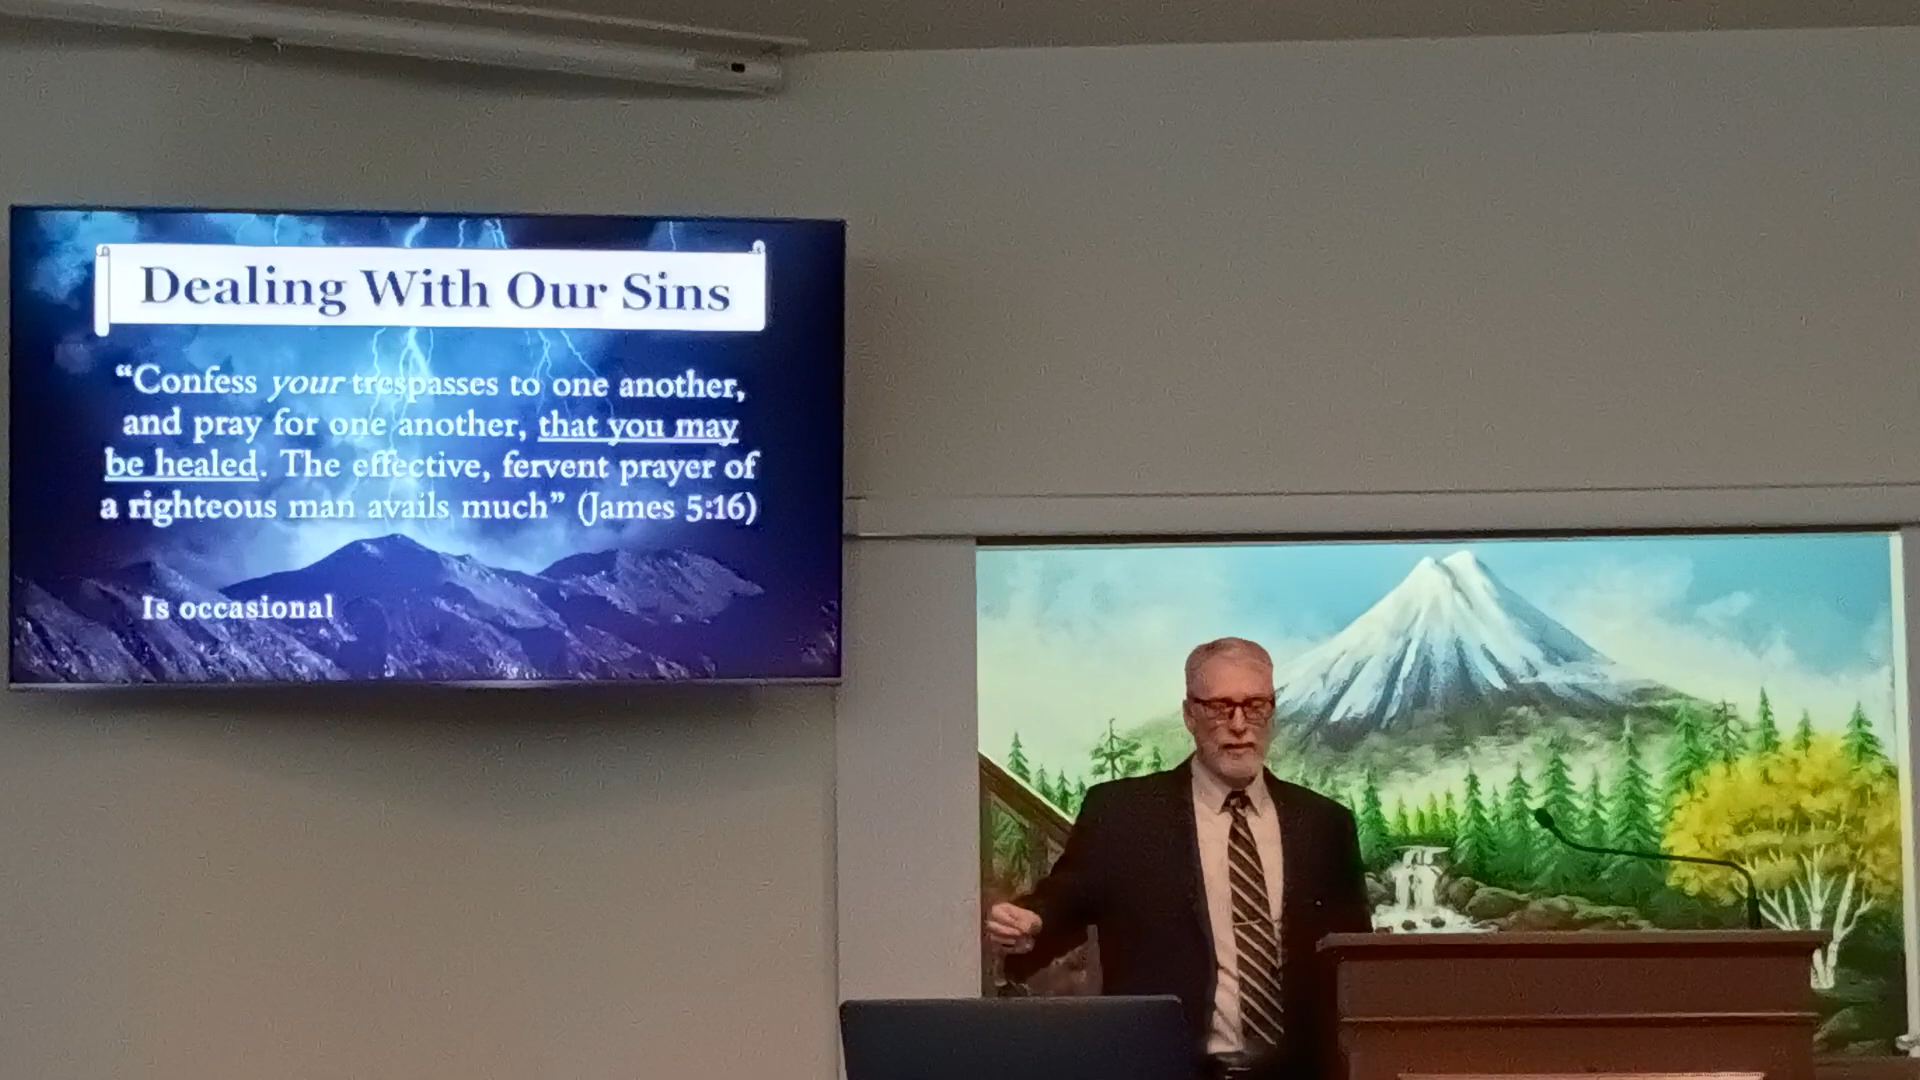 Dealing With Our Sins
“Confess your trespasses to one another,
and pray for one another, that you may
be healed. The effective, fervent prayer of
a righteous man avails much” (James 5:16)
Is occasional